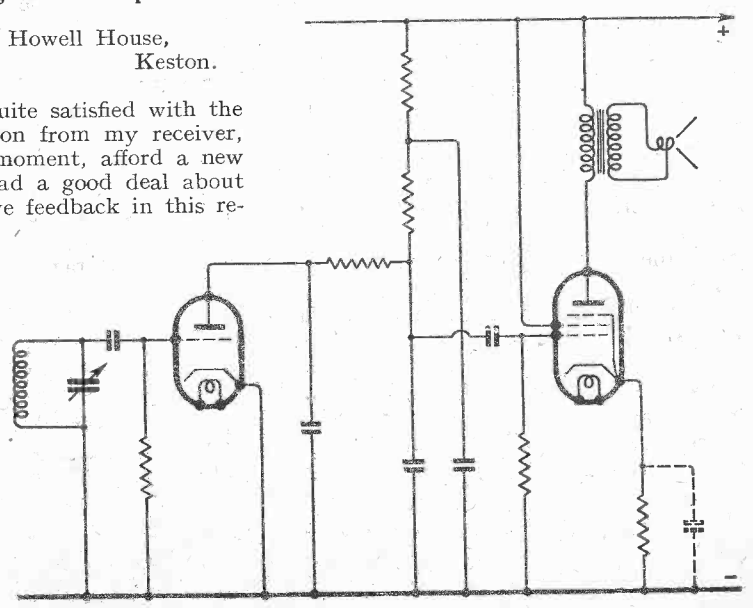 Howell House,
Keston.
uite satisfied with the
on from my receiver,
moment, afford a new
ad a good deal about
e feedback in this re-
+
–